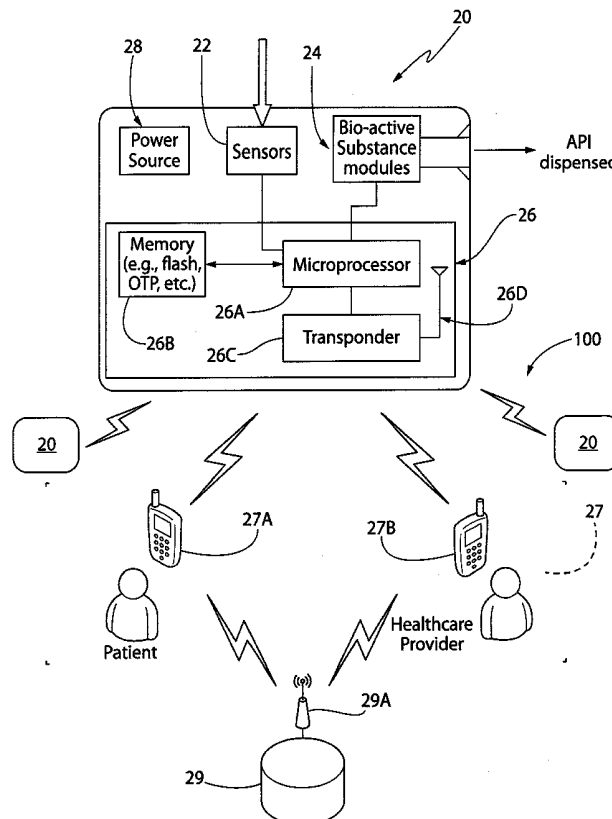 20
28
22
24
Power
Source
Sensors
Bio-active
Substance
modules
API
dispensed
26
Memory
(e.g., flash,
OTP, etc.)
Microprocessor
26A
26D
26B
26C
Transponder
100
20
20
27A
27B
27
Patient
Healthcare
Provider
29A
29